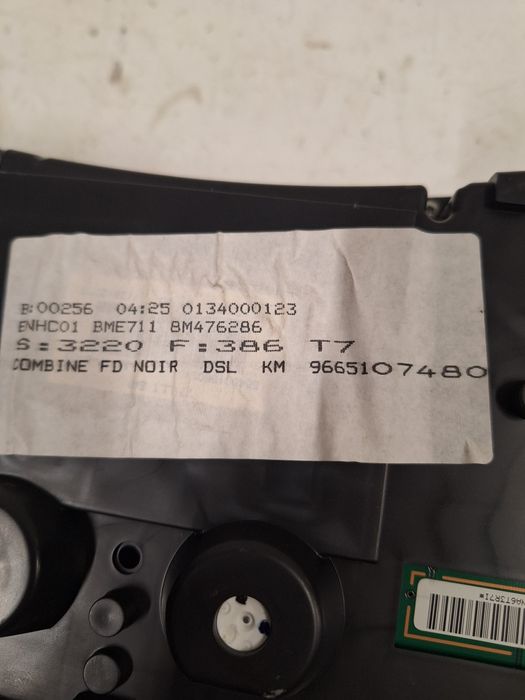 B:00256 04:25 0134000123
ENHC01 BME711 8M476286
S:3220 F:386 T7
COMBINE FD NOIR DSL KM 9665107480